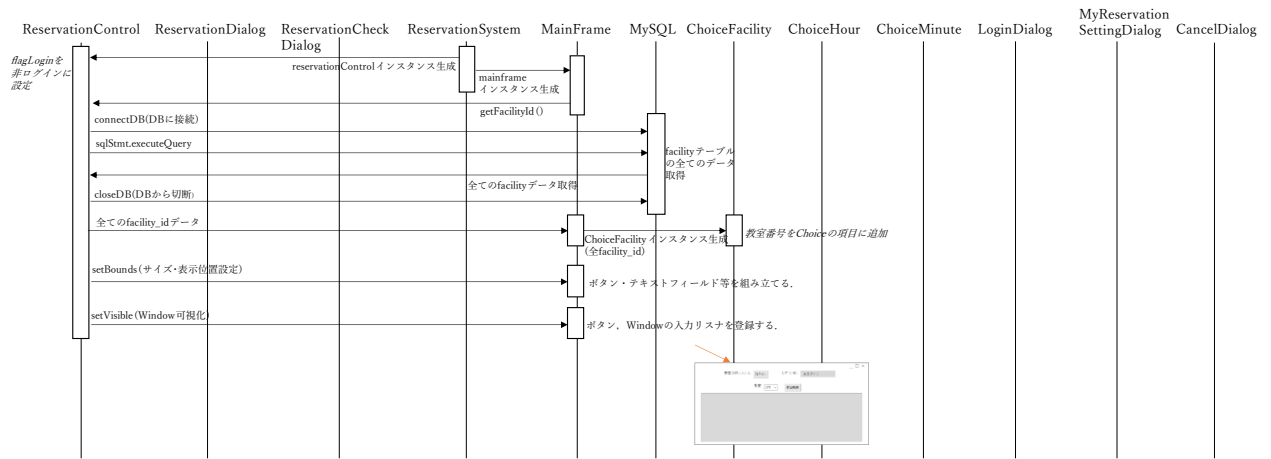 ReservationControl
ReservationDialog
ReservationCheck
Dialog
ReservationSystem
MainFrame
MySQL
ChoiceFacility
ChoiceHour
ChoiceMinute
LoginDialog
MyReservation
SettingDialog
CancelDialog
flagLoginを
非ログインに
設定
reservationControlインスタンス生成
mainframe
インスタンス生成
getFacilityId()
connectDB(DBに接続)
sqlStmt.executeQuery
facilityテーブル
の全てのデータ
取得
全てのfacilityデータ取得
closeDB(DBから切断)
全てのfacility_idデータ
ChoiceFacilityインスタンス生成
(全facility_id)
教室番号をChoiceの項目に追加
setBounds(サイズ・表示位置設定)
ボタン・テキストフィールド等を組み立てる.
setVisible(Window可視化)
ボタン，Windowの入力リスナを登録する.